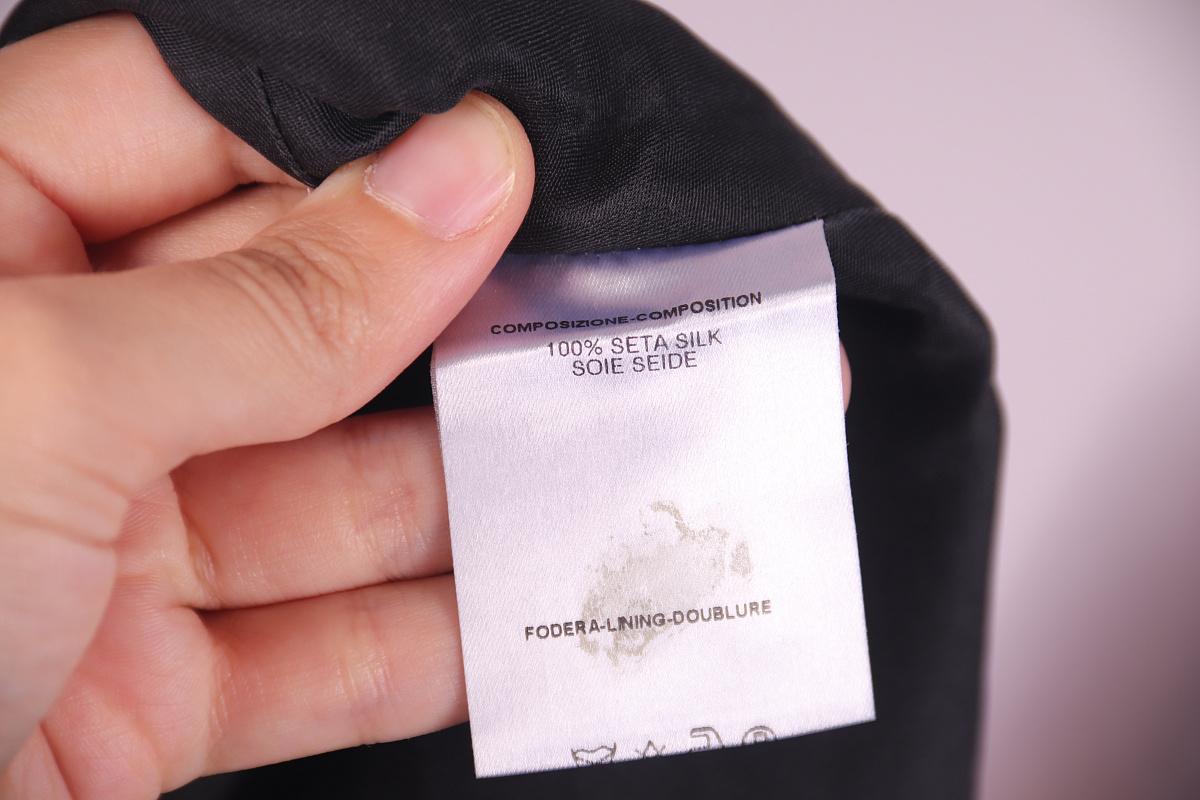 COMPOSIZIONE-COMPOSITION
100% SETA SILK
SOIE SEIDE
FODERA-LINING-DOUBLURE